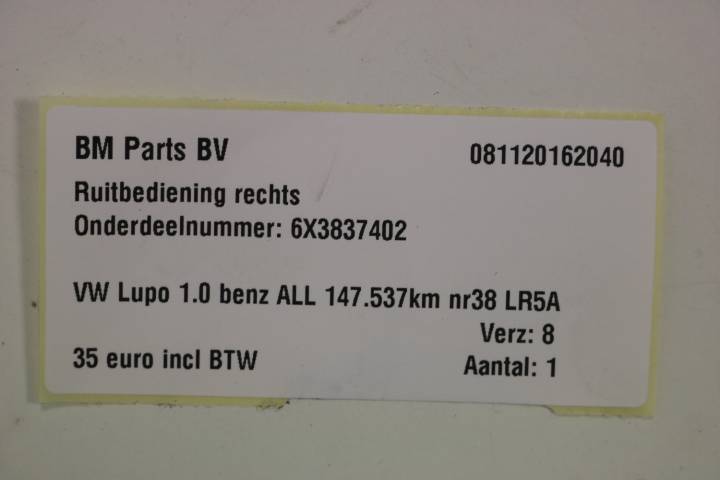 BM Parts BV 081120162040
Ruitbediening rechts
Onderdeelnummer: 6X3837402
VW Lupo 1.0 benz ALL 147.537km nr38 LR5A
Verz: 8
35 euro incl BTW Aantal: 1